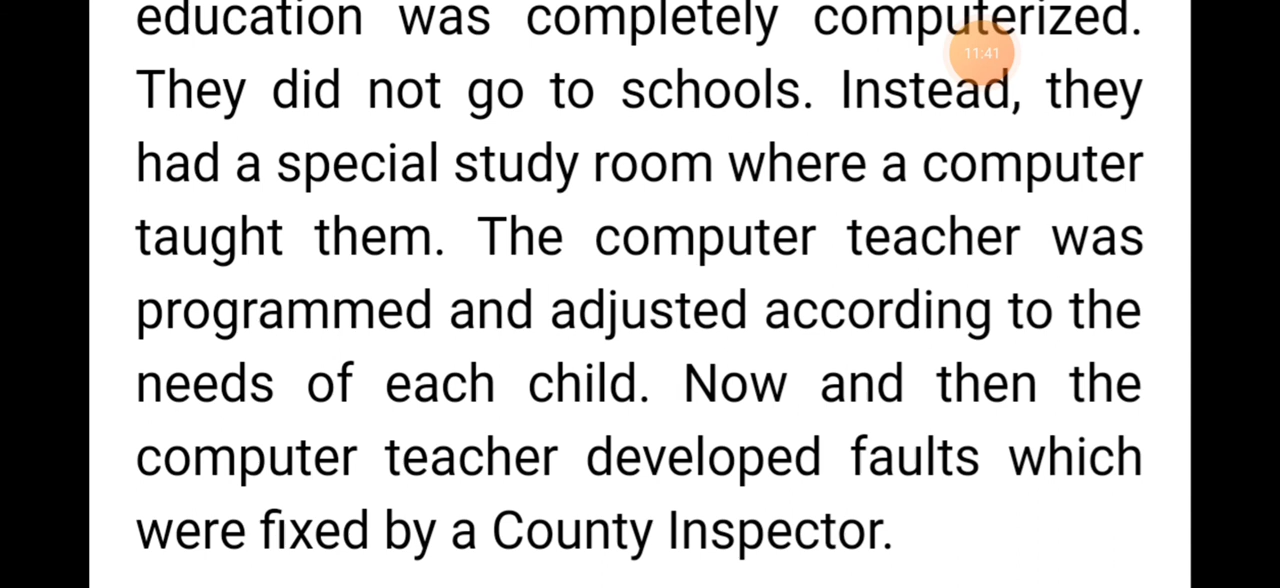 education was completely computerized.
11:41
They did not go to schools. Instead, they
had a special study room where a computer
taught them. The computer teacher was
programmed and adjusted according to the
needs of each child. Now and then the
computer teacher developed faults which
were fixed by a County Inspector.